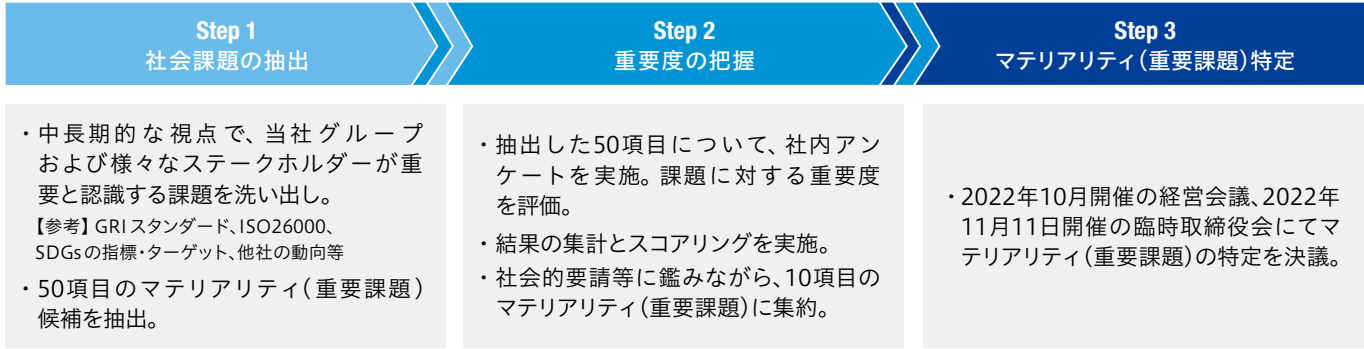 Step 1
社会課題の抽出
Step 2
重要度の把握
Step 3
マテリアリティ(重要課題)特定
・中長期的な視点で、当社グループ
および様々なステークホルダーが重
要と認識する課題を洗い出し。
【参考】GRIスタンダード、ISO26000、
SDGsの指標・ターゲット、他社の動向等
・50項目のマテリアリティ(重要課題)
候補を抽出。
・抽出した50項目について、社内アン
ケートを実施。課題に対する重要度
を評価。
・結果の集計とスコアリングを実施。
・社会的要請等に鑑みながら、10項目の
マテリアリティ(重要課題)に集約。
・2022年10月開催の経営会議、2022年
11月11日開催の臨時取締役会にてマ
テリアリティ(重要課題)の特定を決議。